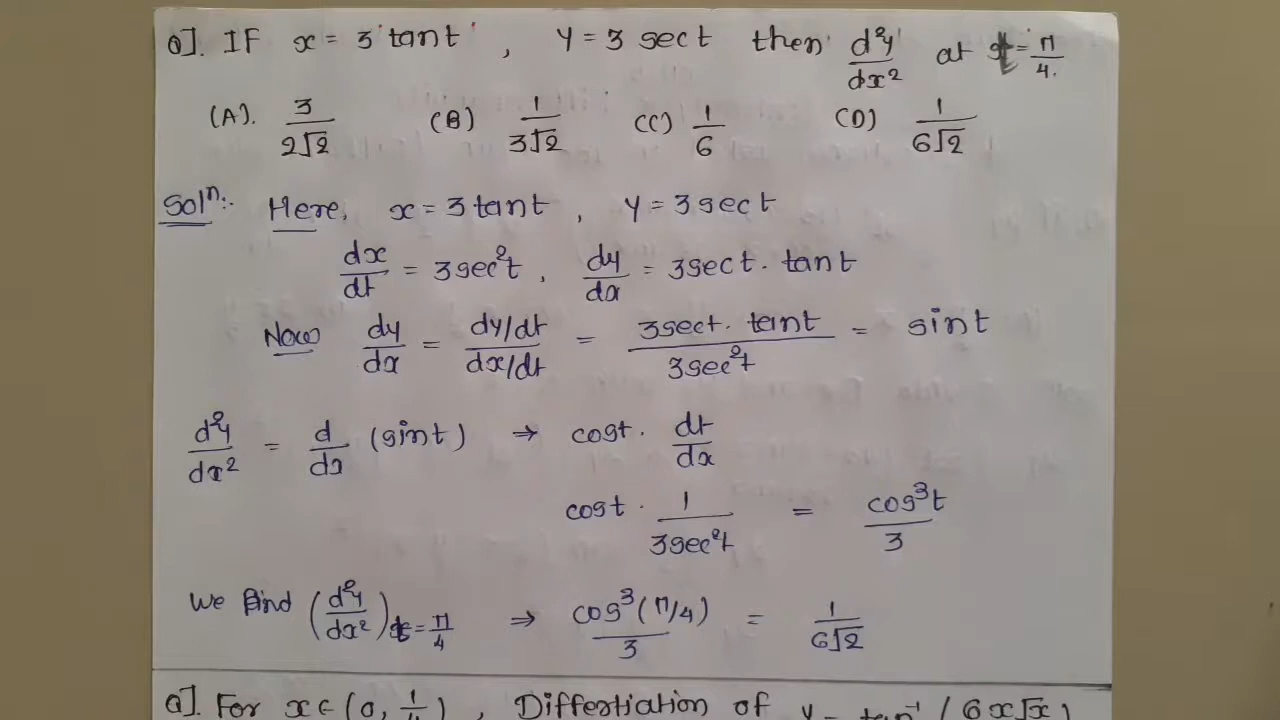 Q]. IF x = 3 tant , y = 3 sect then d²y/dx² at t = π/4.
(A). 3/2√2 (B) 1/3√2 (C) 1/6 (D) 1/6√2
Solⁿ:- Here, x = 3 tant , y = 3 sect
dx/dt = 3sec²t , dy/dx = 3sect . tant
Now dy/dx = dy/dt / dx/dt = 3sect . tant / 3sec²t = sint
d²y/dx² = d/dx (sint) → cost . dt/dx
cost . 1/3sec²t = cos³t/3
We find (d²y/dx²)t = π/4 ⇒ cos³(π/4)/3 = 1/6√2
Q]. For x ∈ (0, 1/4) , Differtiation of y = tan⁻¹ (6x√x)